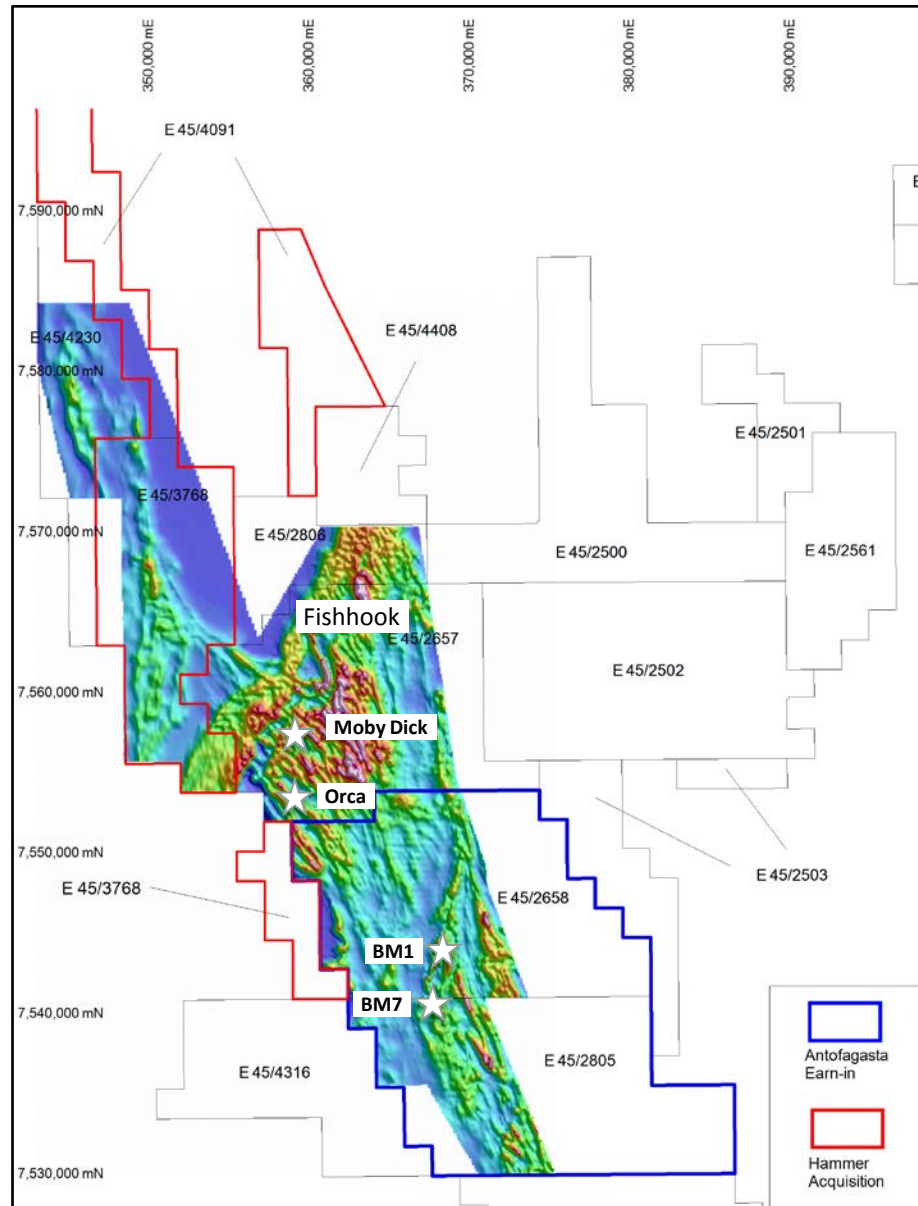 350,000 mE
360,000 mE
370,000 mE
380,000 mE
390,000 mE
E 45/4091
E
7,590,000 mN
E 45/4230
E 45/4408
7,580,000 mN
E 45/2501
E 45/3768
7,570,000 mN
E 45/2806
E 45/2500
E 45/2561
Fishhook
E 45/2657
E 45/2502
7,560,000 mN
Moby Dick
Orca
7,550,000 mN
E 45/2503
E 45/3768
E 45/2658
BM1
BM7
7,540,000 mN
E 45/2805
E 45/4316
Antofagasta
Earn-in
Hammer
Acquisition
7,530,000 mN